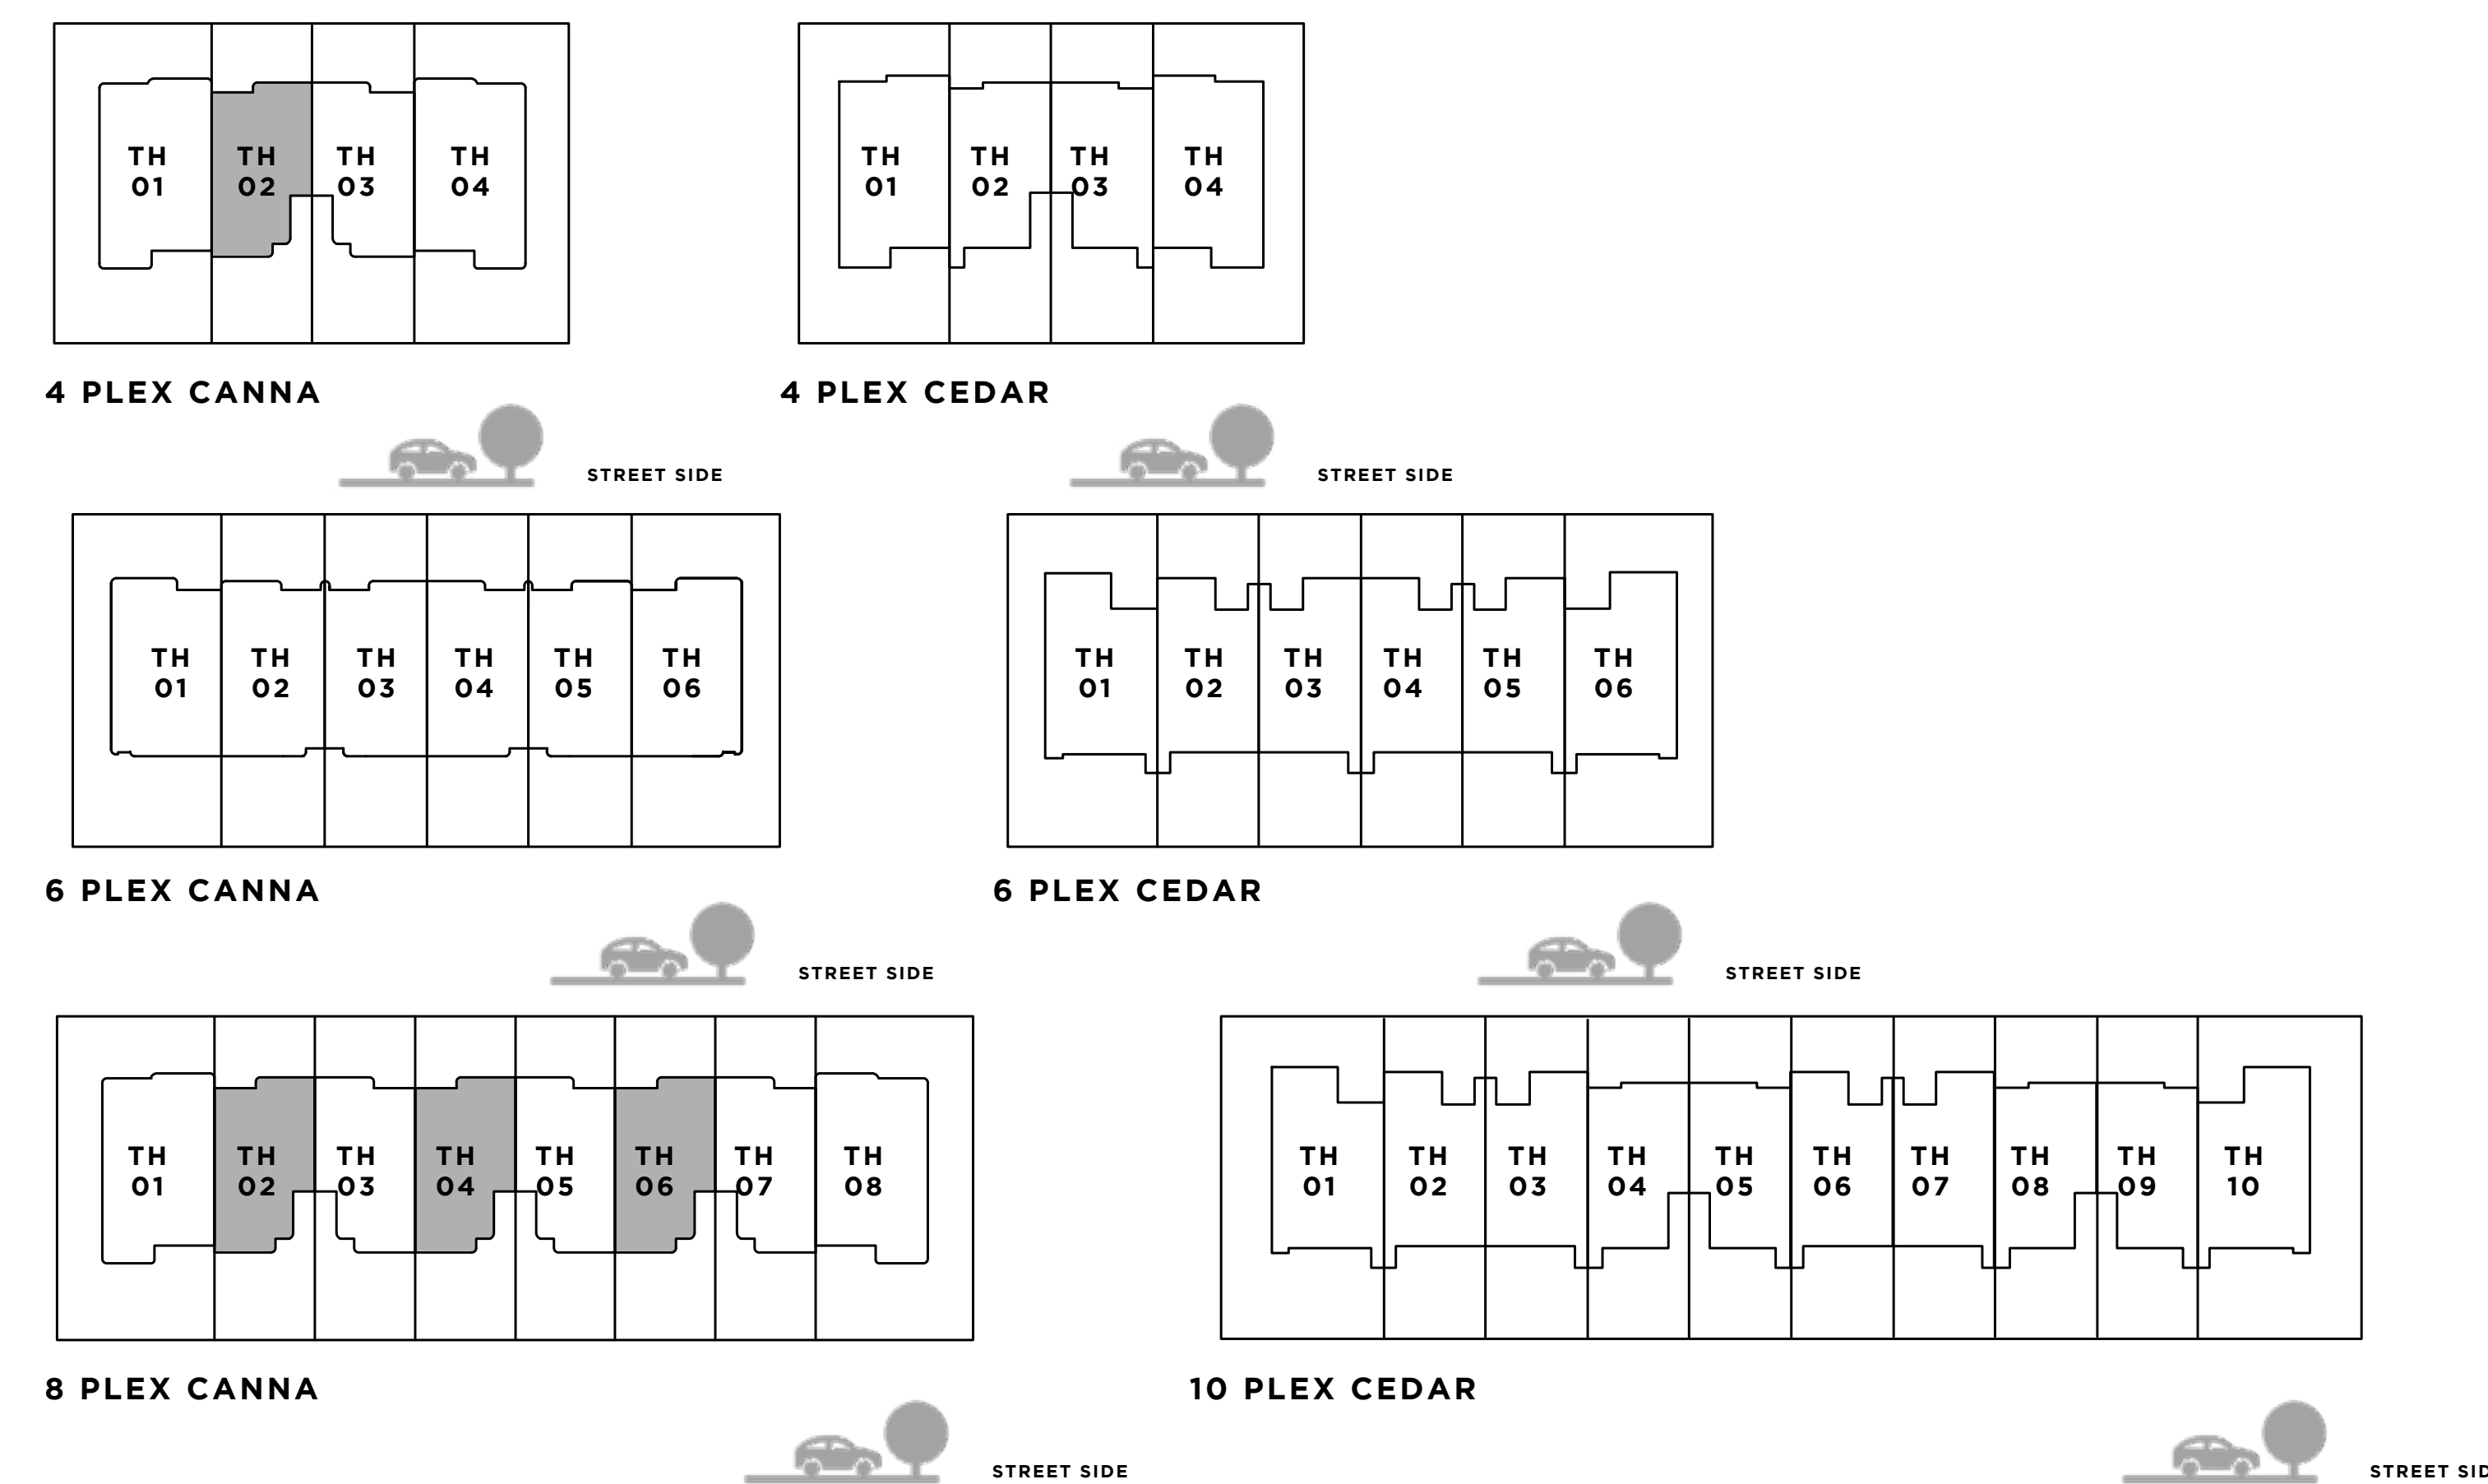 TH
01
TH
02
TH
03
TH
04
4 PLEX CANNA
STREET SIDE
TH
01
TH
02
TH
03
TH
04
4 PLEX CEDAR
STREET SIDE
TH
01
TH
02
TH
03
TH
04
TH
05
TH
06
6 PLEX CANNA
STREET SIDE
TH
01
TH
02
TH
03
TH
04
TH
05
TH
06
6 PLEX CEDAR
STREET SIDE
TH
01
TH
02
TH
03
TH
04
TH
05
TH
06
TH
07
TH
08
8 PLEX CANNA
STREET SIDE
TH
01
TH
02
TH
03
TH
04
TH
05
TH
06
TH
07
TH
08
TH
09
TH
10
10 PLEX CEDAR
STREET SID